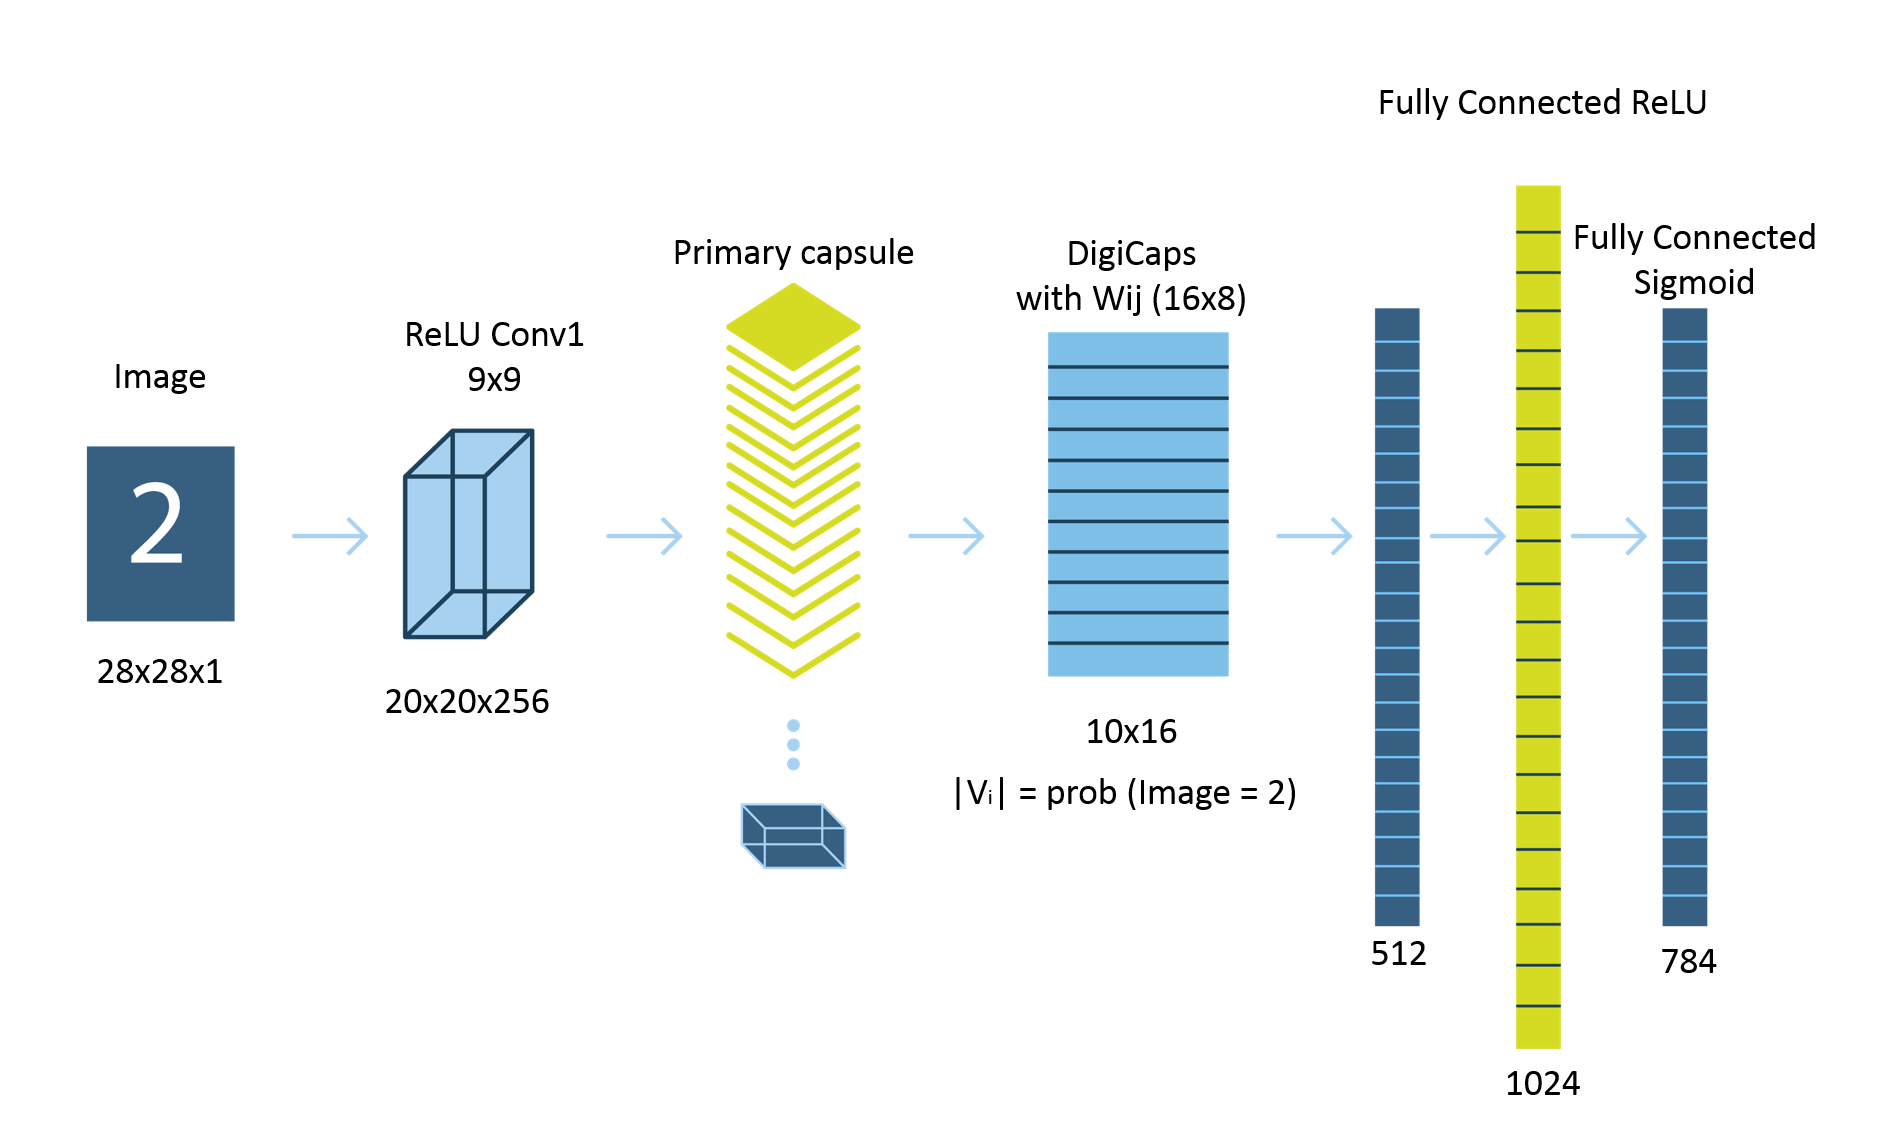 Image
2
28x28x1
ReLU Conv1
9x9
20x20x256
Primary capsule
DigiCaps
with Wij (16x8)
10x16
|Vᵢ| = prob (Image = 2)
Fully Connected ReLU
512
1024
Fully Connected
Sigmoid
784